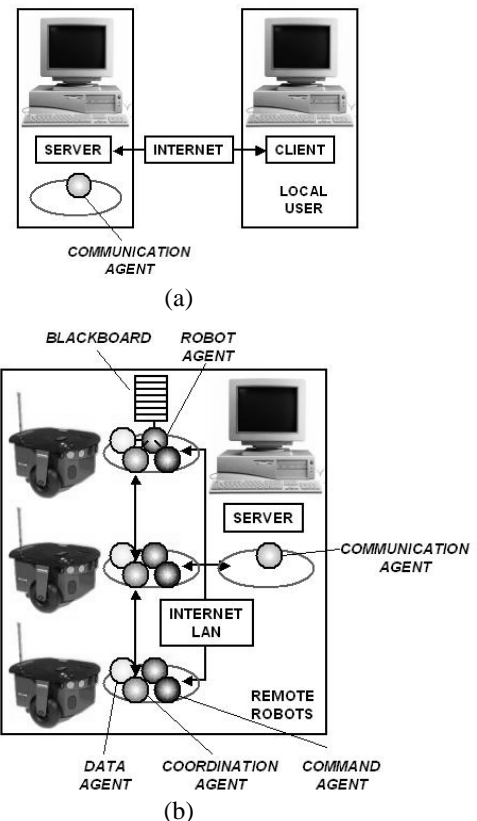 SERVER
INTERNET
CLIENT
LOCAL
USER
COMMUNICATION
AGENT
(a)
BLACKBOARD
ROBOT
AGENT
SERVER
COMMUNICATION
AGENT
INTERNET
LAN
REMOTE
ROBOTS
DATA
AGENT
COORDINATION
AGENT
COMMAND
AGENT
(b)